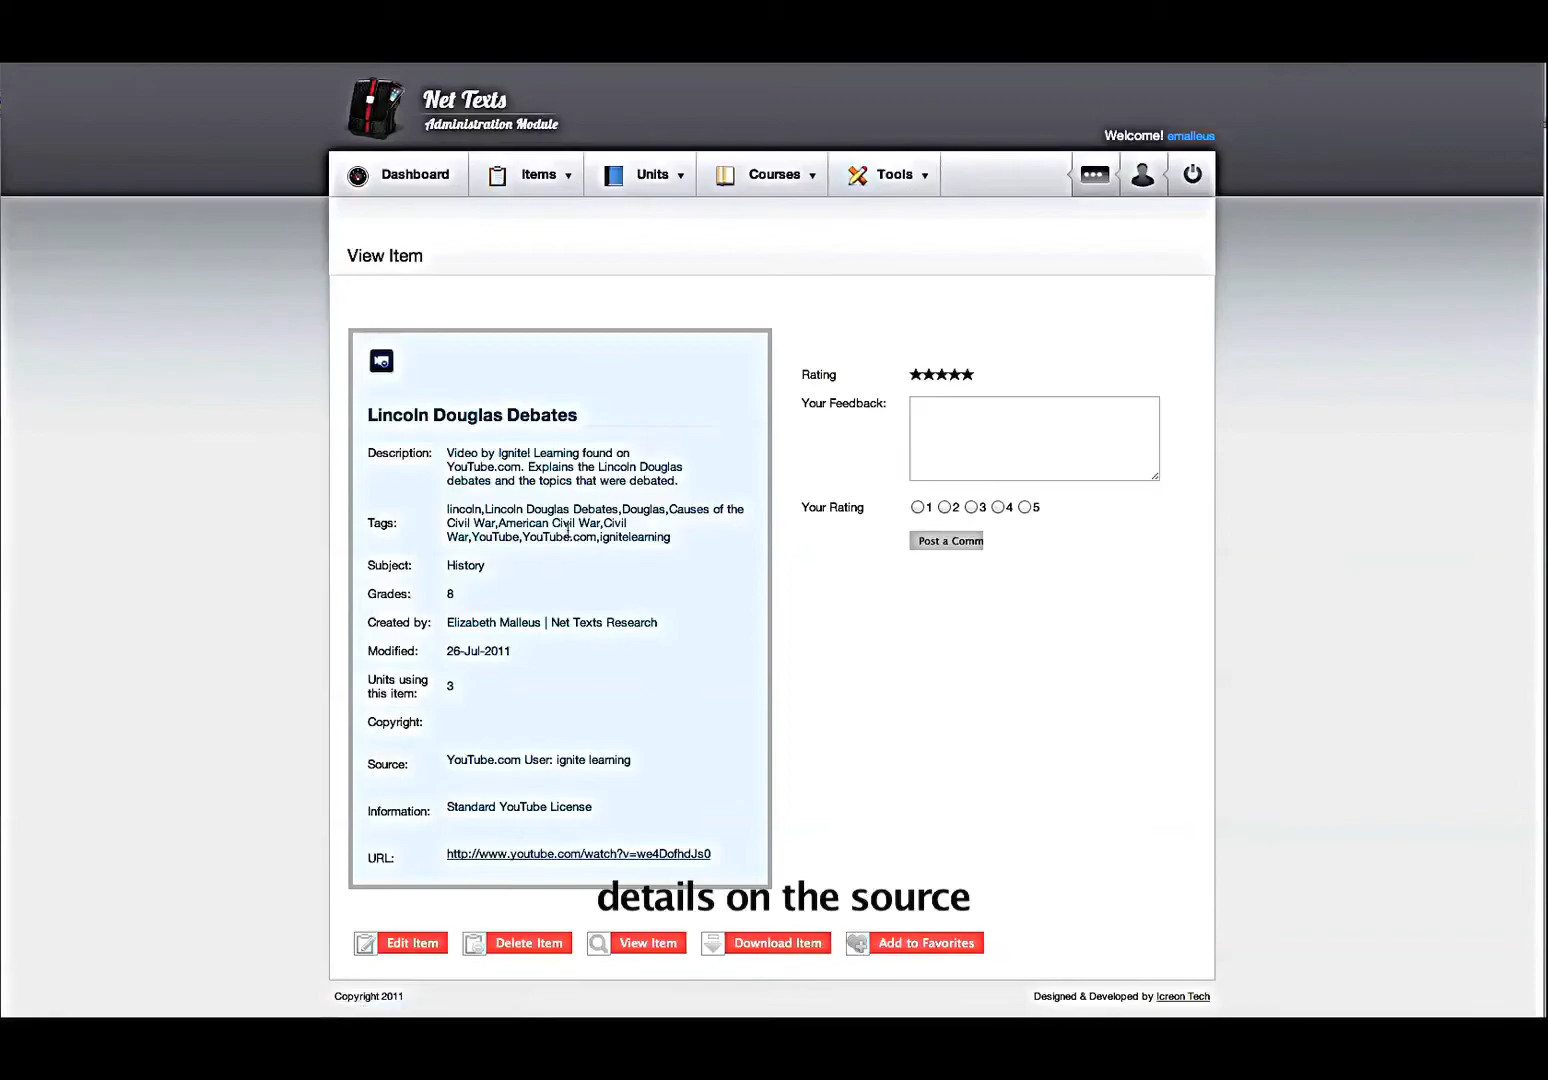 Net Texts
Administration Module
Welcome! emalleus
Dashboard
Items
Units
Courses
Tools
View Item
Lincoln Douglas Debates
Description: Video by Ignite! Learning found on
YouTube.com. Explains the Lincoln Douglas
debates and the topics that were debated.
lincoln,Lincoln Douglas Debates,Douglas,Causes of the
Tags: Civil War,American Civil War,Civil
War,YouTube,YouTube.com,ignitelearning
Subject: History
Grades: 8
Created by: Elizabeth Malleus | Net Texts Research
Modified: 26-Jul-2011
Units using
this item: 3
Copyright:
Source: YouTube.com User: ignite learning
Information: Standard YouTube License
URL: http://www.youtube.com/watch?v=we4DofhdJs0
Rating
Your Feedback:
Your Rating 1 2 3 4 5
Post a Comm
details on the source
Edit Item
Delete Item
View Item
Download Item
Add to Favorites
Copyright 2011
Designed & Developed by Icreon Tech